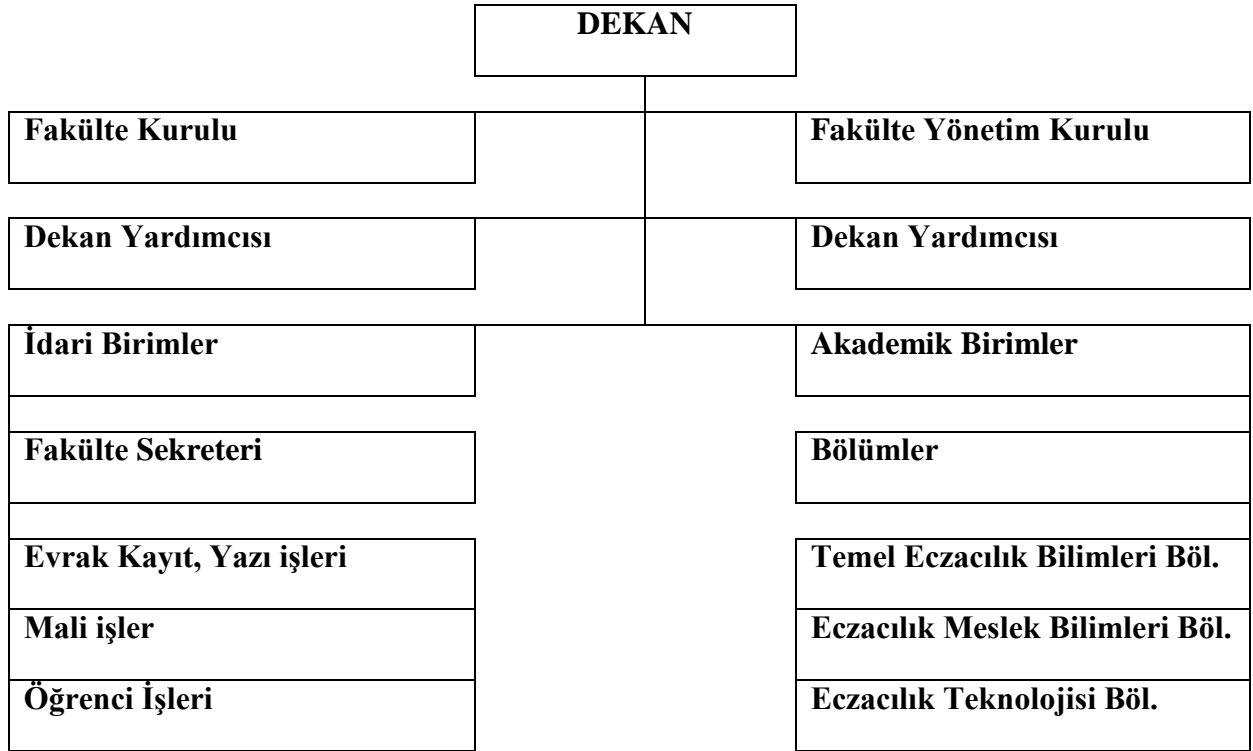 DEKAN
Fakülte Kurulu
Fakülte Yönetim Kurulu
Dekan Yardımcısı
Dekan Yardımcısı
İdari Birimler
Akademik Birimler
Fakülte Sekreteri
Bölümler
Evrak Kayıt, Yazı işleri
Temel Eczacılık Bilimleri Böl.
Mali işler
Eczacılık Meslek Bilimleri Böl.
Öğrenci İşleri
Eczacılık Teknolojisi Böl.